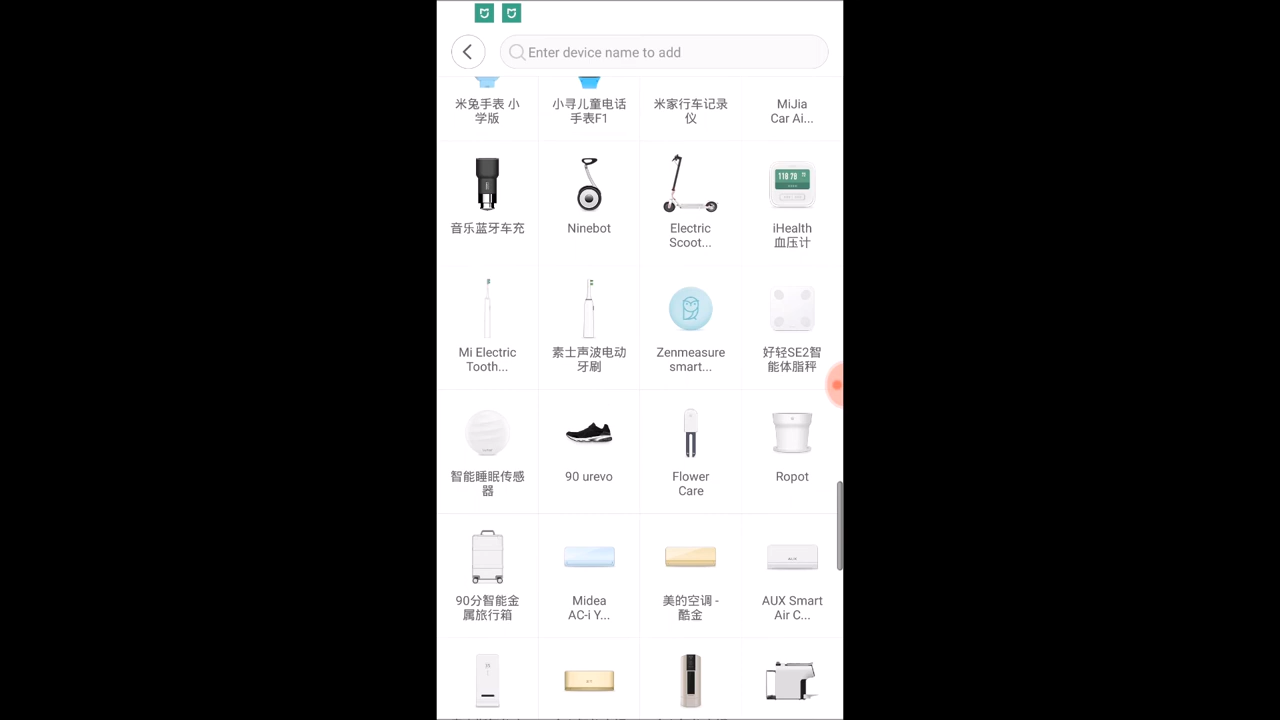 Enter device name to add
米兔手表 小
学版
小寻儿童电话
手表F1
米家行车记录
仪
MiJia
Car Ai...
音乐蓝牙车充
Ninebot
Electric
Scoot...
118 78
iHealth
血压计
Mi Electric
Tooth...
素士声波电动
牙刷
Zenmeasure
smart...
好轻SE2智
能体脂秤
智能睡眠传感
器
90 urevo
Flower
Care
Ropot
90分智能金
属旅行箱
Midea
AC-i Y...
美的空调 -
酷金
AUX Smart
Air C...